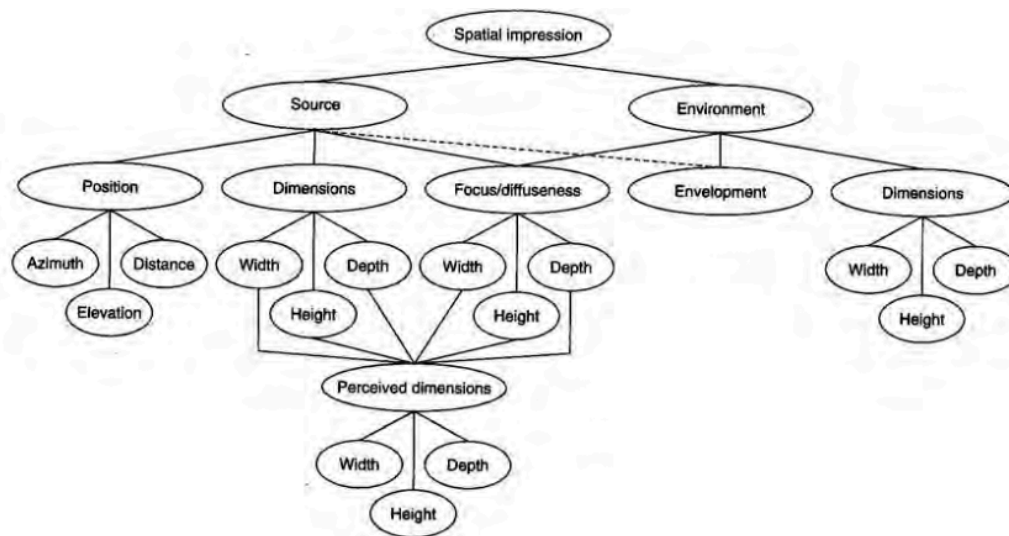 Spatial impression
Source
Environment
Position
Dimensions
Focus/diffuseness
Envelopment
Dimensions
Azimuth
Distance
Width
Depth
Width
Depth
Width
Depth
Elevation
Height
Height
Height
Perceived dimensions
Width
Depth
Height